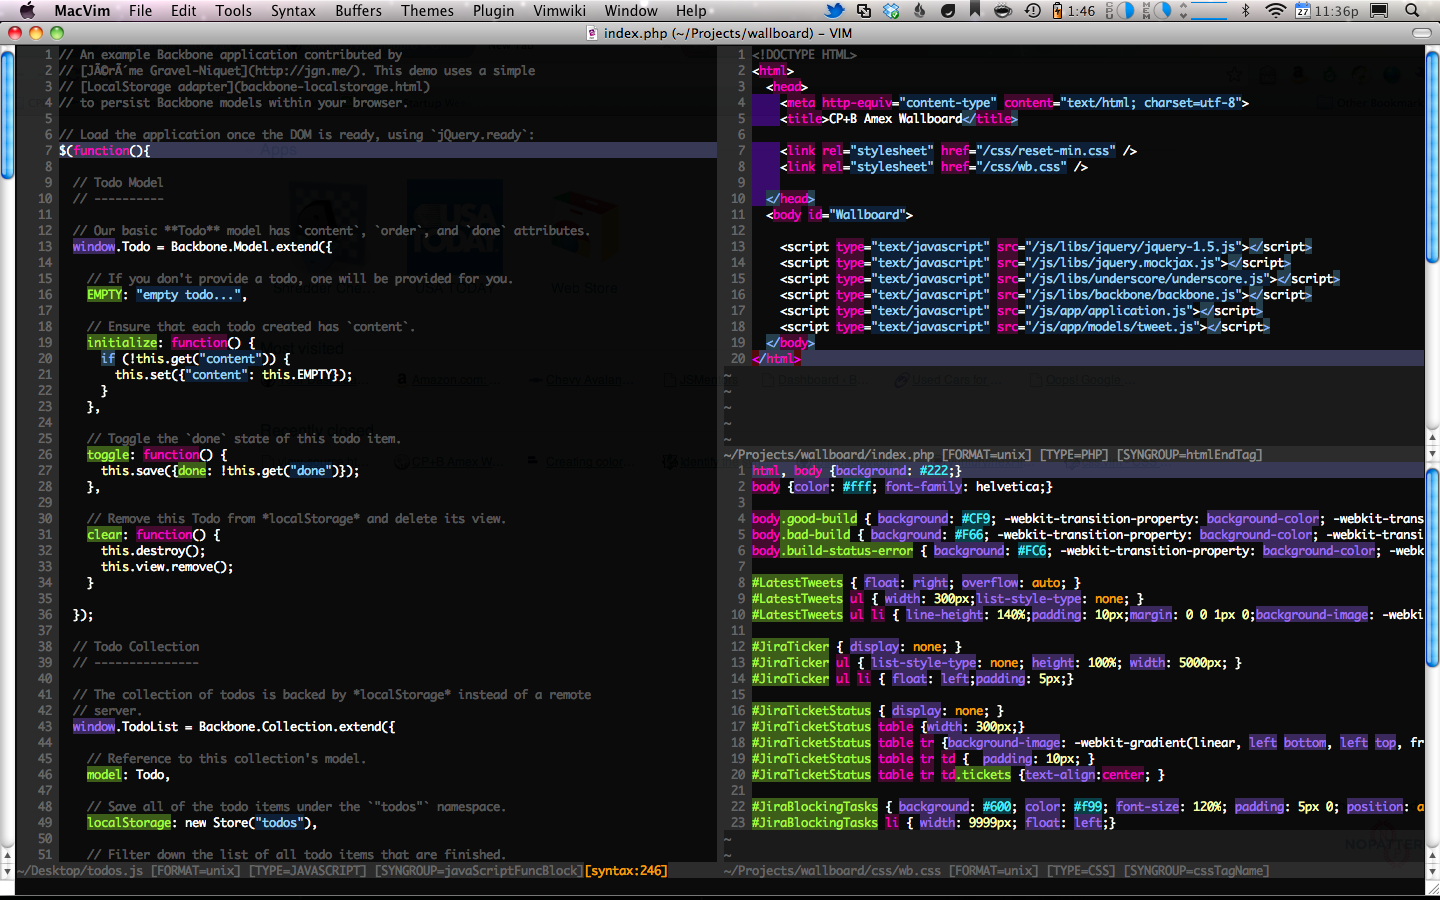 MacVim File Edit Tools Syntax Buffers Themes Plugin Vimwiki Window Help 1:46 27 11:36p
index.php (~/Projects/wallboard) – VIM
1 // An example Backbone application contributed by
2 // [JÃ©rÃ´me Gravel-Niquet](http://jgn.me/). This demo uses a simple
3 // [LocalStorage adapter](backbone-localstorage.html)
4 // to persist Backbone models within your browser.
5
6 // Load the application once the DOM is ready, using `jQuery.ready`:
7 $(function(){
8
9 // Todo Model
10 // ----------
11
12 // Our basic **Todo** model has `content`, `order`, and `done` attributes.
13 window.Todo = Backbone.Model.extend({
14
15 // If you don't provide a todo, one will be provided for you.
16 EMPTY: "empty todo...",
17
18 // Ensure that each todo created has `content`.
19 initialize: function() {
20 if (!this.get("content")) {
21 this.set({"content": this.EMPTY});
22 }
23 },
24
25 // Toggle the `done` state of this todo item.
26 toggle: function() {
27 this.save({done: !this.get("done")});
28 },
29
30 // Remove this Todo from *localStorage* and delete its view.
31 clear: function() {
32 this.destroy();
33 this.view.remove();
34 }
35
36 });
37
38 // Todo Collection
39 // ---------------
40
41 // The collection of todos is backed by *localStorage* instead of a remote
42 // server.
43 window.TodoList = Backbone.Collection.extend({
44
45 // Reference to this collection's model.
46 model: Todo,
47
48 // Save all of the todo items under the `"todos"` namespace.
49 localStorage: new Store("todos"),
50
51 // Filter down the list of all todo items that are finished.
~/Desktop/todos.js [FORMAT=unix] [TYPE=JAVASCRIPT] [SYNGROUP=javaScriptFuncBlock][syntax:246]
1 <!DOCTYPE HTML>
2 <html>
3 <head>
4 <meta http-equiv="content-type" content="text/html; charset=utf-8">
5 <title>CP+B Amex Wallboard</title>
6
7 <link rel="stylesheet" href="/css/reset-min.css" />
8 <link rel="stylesheet" href="/css/wb.css" />
9
10 </head>
11 <body id="Wallboard">
12
13 <script type="text/javascript" src="/js/libs/jquery/jquery-1.5.js"></script>
14 <script type="text/javascript" src="/js/libs/jquery.mockjax.js"></script>
15 <script type="text/javascript" src="/js/libs/underscore/underscore.js"></script>
16 <script type="text/javascript" src="/js/libs/backbone/backbone.js"></script>
17 <script type="text/javascript" src="/js/app/application.js"></script>
18 <script type="text/javascript" src="/js/app/models/tweet.js"></script>
19 </body>
20 </html>
~
~
~
~
~
~/Projects/wallboard/index.php [FORMAT=unix] [TYPE=PHP] [SYNGROUP=htmlEndTag]
1 html, body {background: #222;}
2 body {color: #fff; font-family: helvetica;}
3
4 body.good-build { background: #CF9; -webkit-transition-property: background-color; -webkit-trans
5 body.bad-build { background: #F66; -webkit-transition-property: background-color; -webkit-transi
6 body.build-status-error { background: #FC6; -webkit-transition-property: background-color; -webk
7
8 #LatestTweets { float: right; overflow: auto; }
9 #LatestTweets ul { width: 300px;list-style-type: none; }
10 #LatestTweets ul li { line-height: 140%;padding: 10px;margin: 0 0 1px 0;background-image: -webki
11
12 #JiraTicker { display: none; }
13 #JiraTicker ul { list-style-type: none; height: 100%; width: 5000px; }
14 #JiraTicker ul li { float: left;padding: 5px;}
15
16 #JiraTicketStatus { display: none; }
17 #JiraTicketStatus table {width: 300px;}
18 #JiraTicketStatus table tr {background-image: -webkit-gradient(linear, left bottom, left top, fr
19 #JiraTicketStatus table tr td { padding: 10px; }
20 #JiraTicketStatus table tr td.tickets {text-align:center; }
21
22 #JiraBlockingTasks { background: #600; color: #f99; font-size: 120%; padding: 5px 0; position: a
23 #JiraBlockingTasks li { width: 9999px; float: left;}
~
~
~/Projects/wallboard/css/wb.css [FORMAT=unix] [TYPE=CSS] [SYNGROUP=cssTagName]